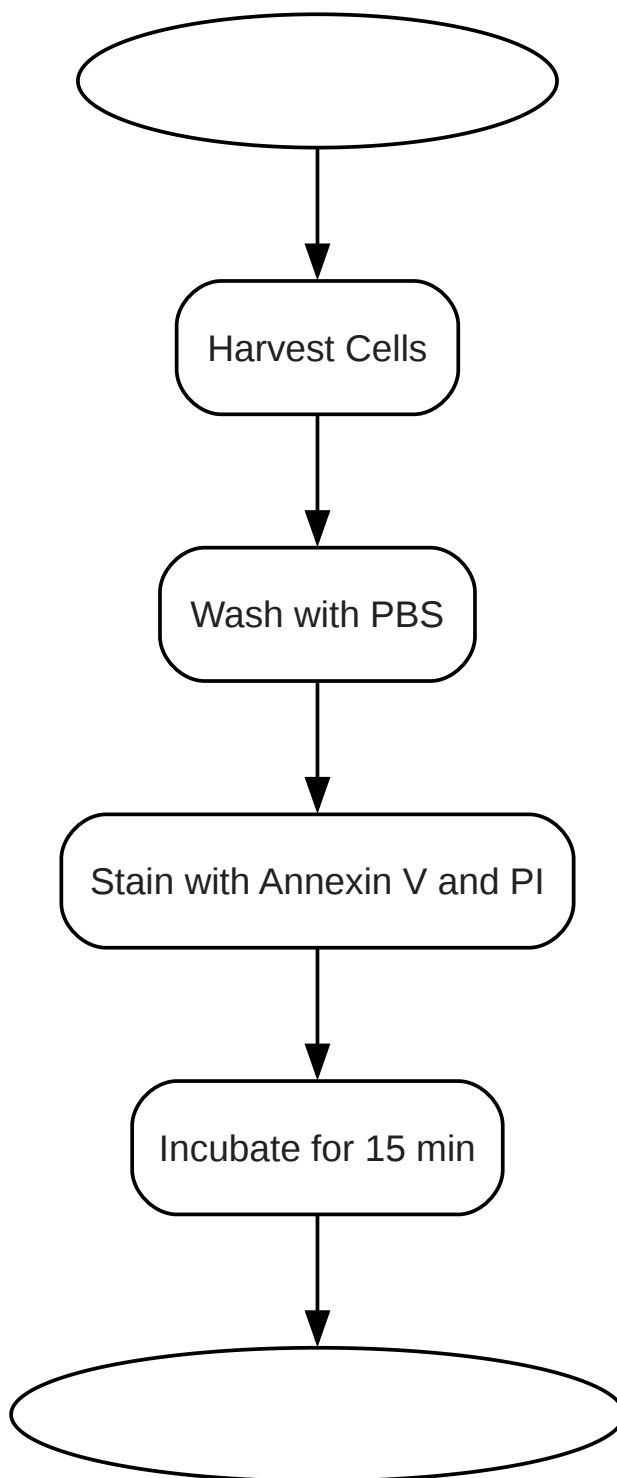 Harvest Cells
Wash with PBS
Stain with Annexin V and PI
Incubate for 15 min